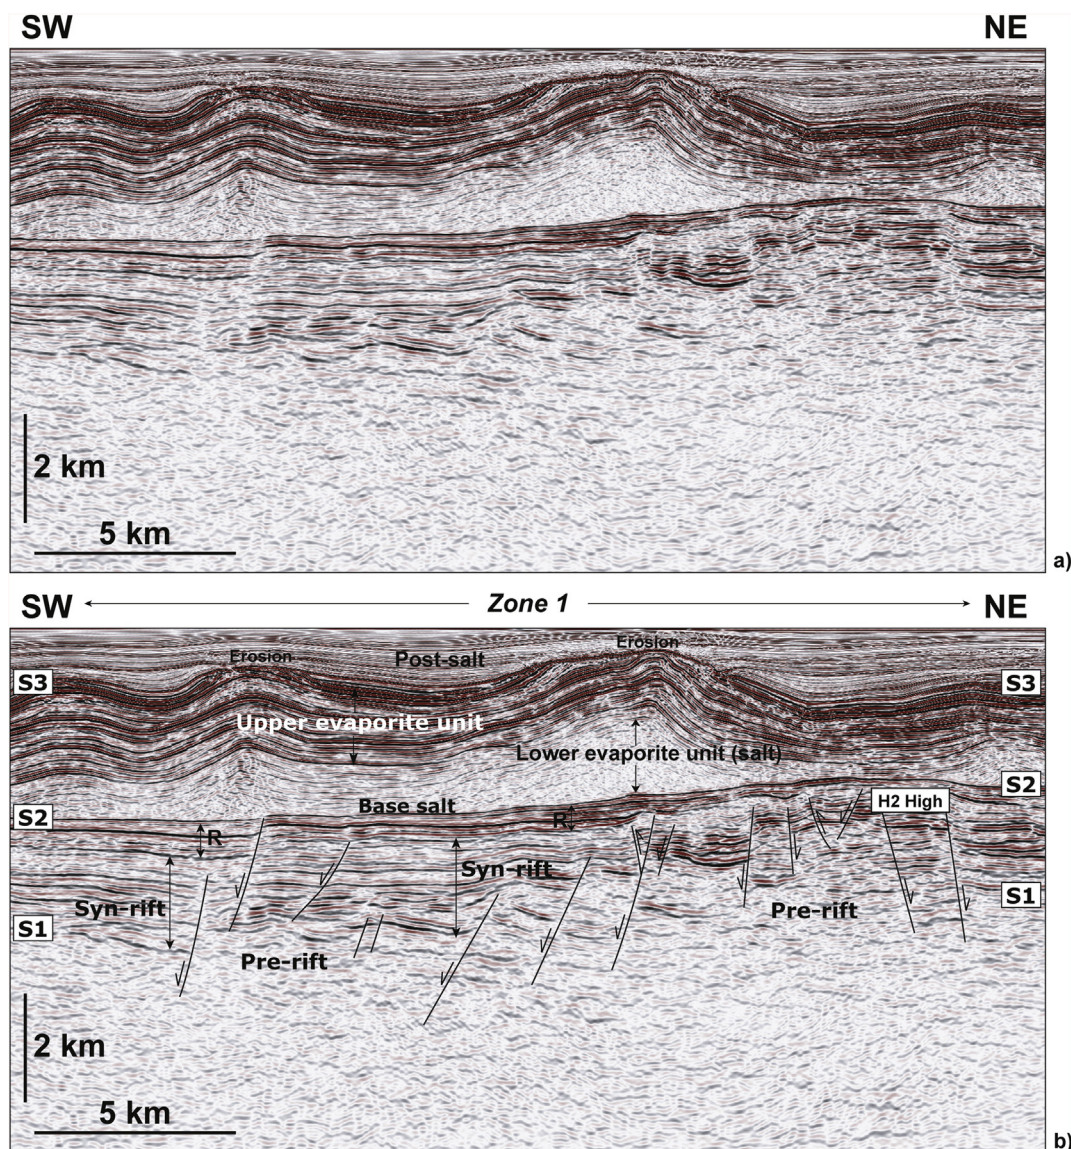 SW NE
2 km
5 km
a)
SW Zone 1 NE
Erosion
Erosion
Post-salt
S3 S3
Upper evaporite unit
Lower evaporite unit (salt)
S2
Base salt
H2 High
S2
R
R
Syn-rift
S1
Syn-rift
Pre-rift
S1
Pre-rift
2 km
5 km
b)